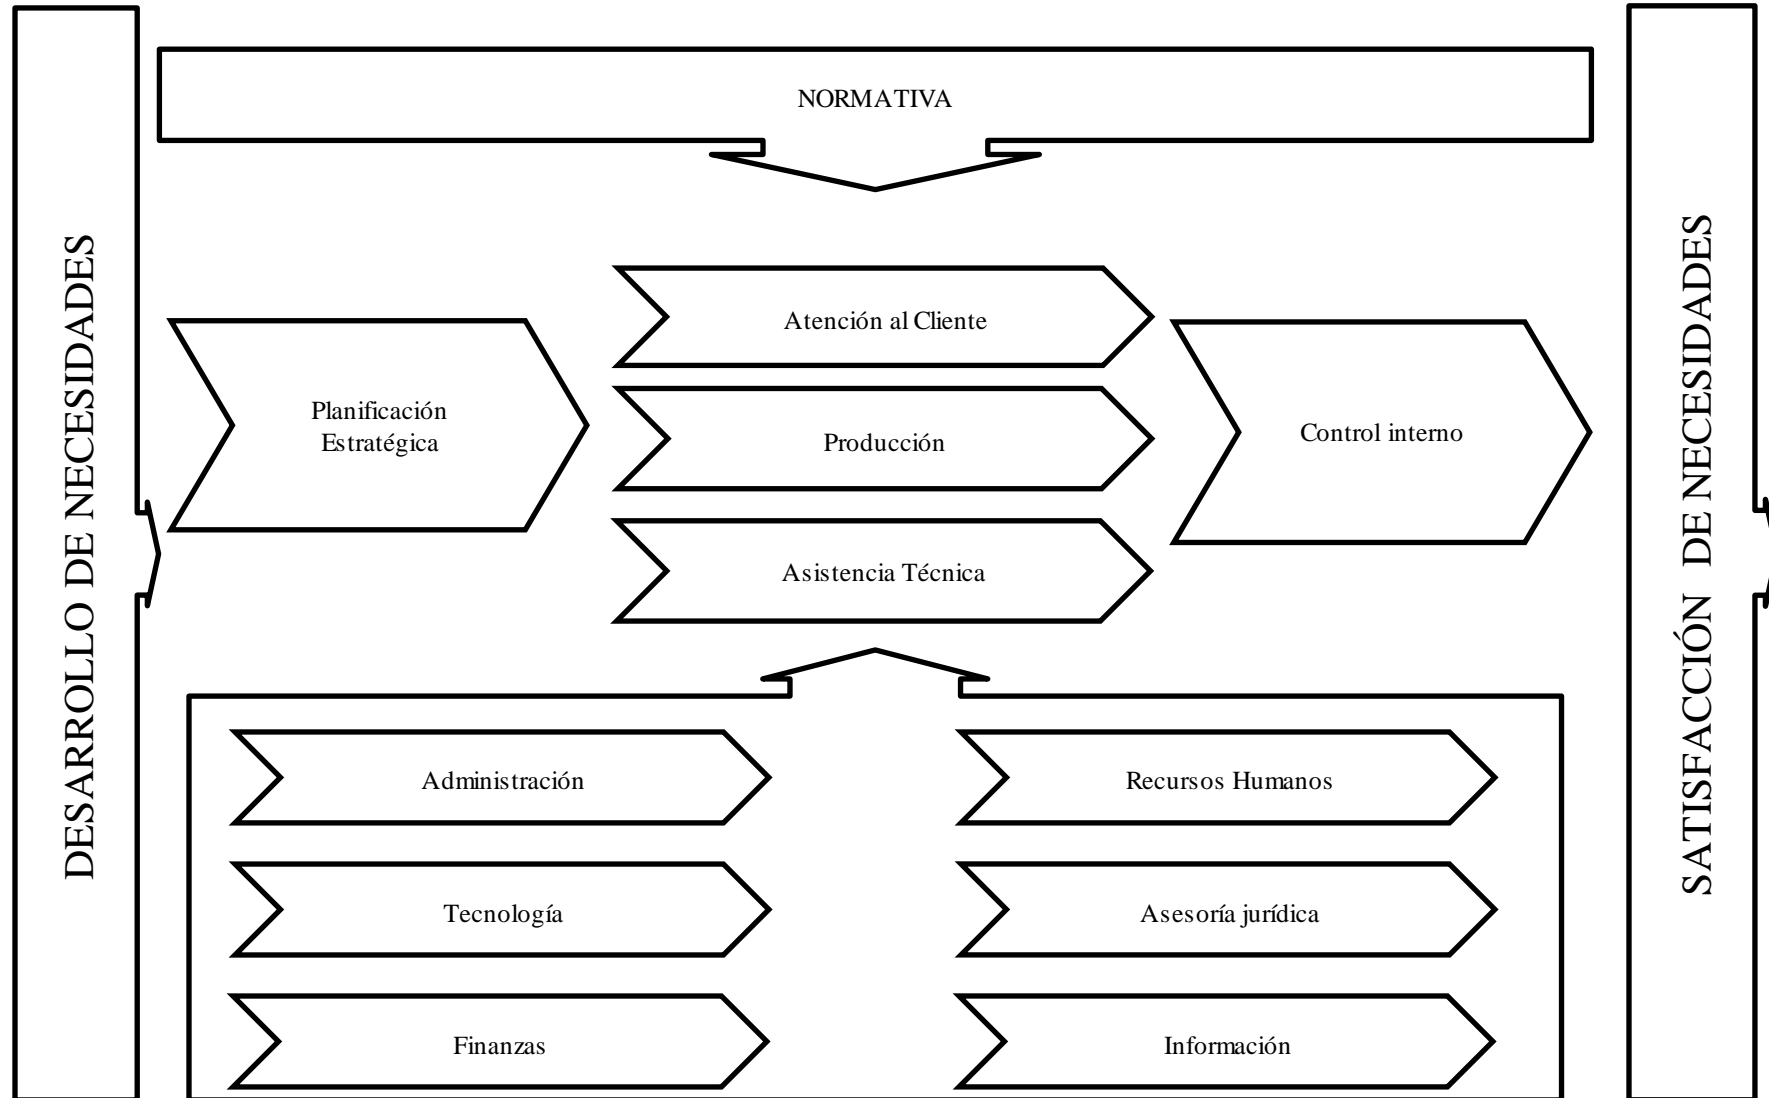 NORMATIVA
DESARROLLO DE NECESIDADES
Planificación
Estratégica
Atención al Cliente
Producción
Asistencia Técnica
Control interno
SATISFACCIÓN DE NECESIDADES
Administración
Recursos Humanos
Tecnología
Asesoría jurídica
Finanzas
Información